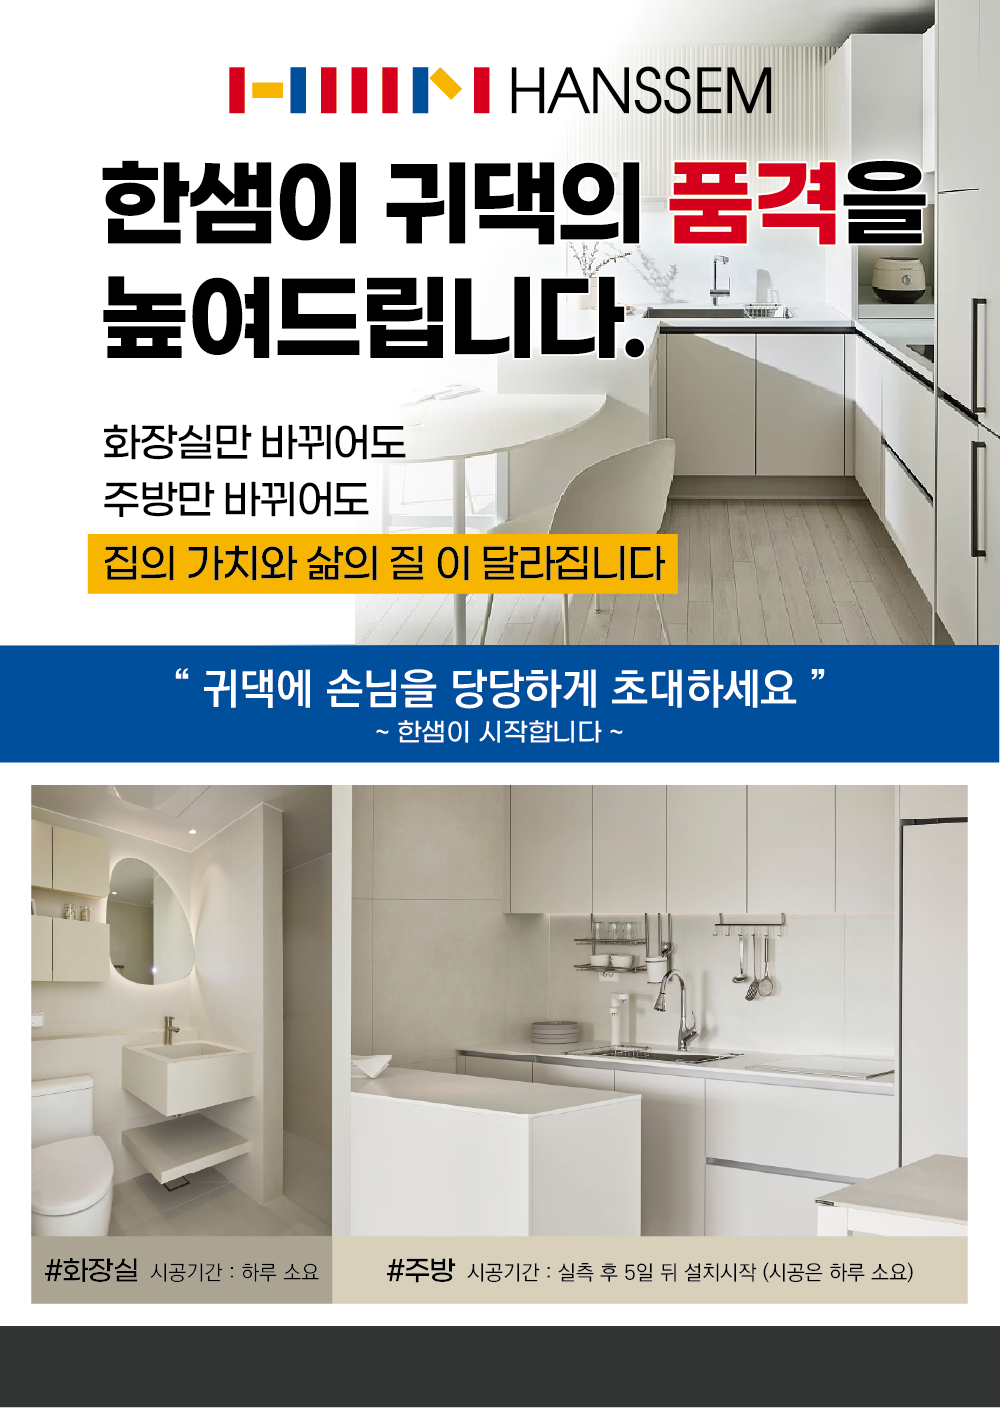 HANSSEM
한샘이 귀댁의 품격을
높여드립니다.
화장실만 바뀌어도
주방만 바뀌어도
집의 가치와 삶의 질 이 달라집니다
“ 귀댁에 손님을 당당하게 초대하세요 ”
~ 한샘이 시작합니다 ~
#화장실 시공기간 : 하루 소요
#주방 시공기간 : 실측 후 5일 뒤 설치시작 (시공은 하루 소요)